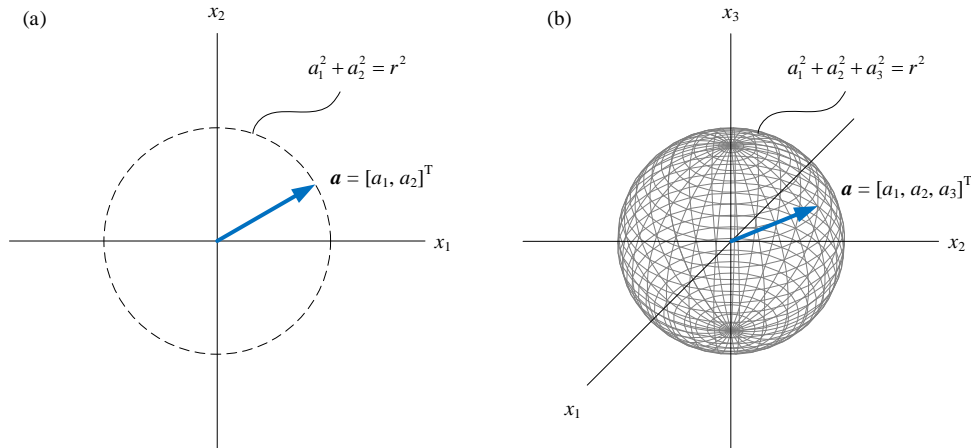 (a)
x₂
a₁² + a₂² = r²
a = [a₁, a₂]ᵀ
x₁
(b)
x₃
a₁² + a₂² + a₃² = r²
a = [a₁, a₂, a₃]ᵀ
x₂
x₁